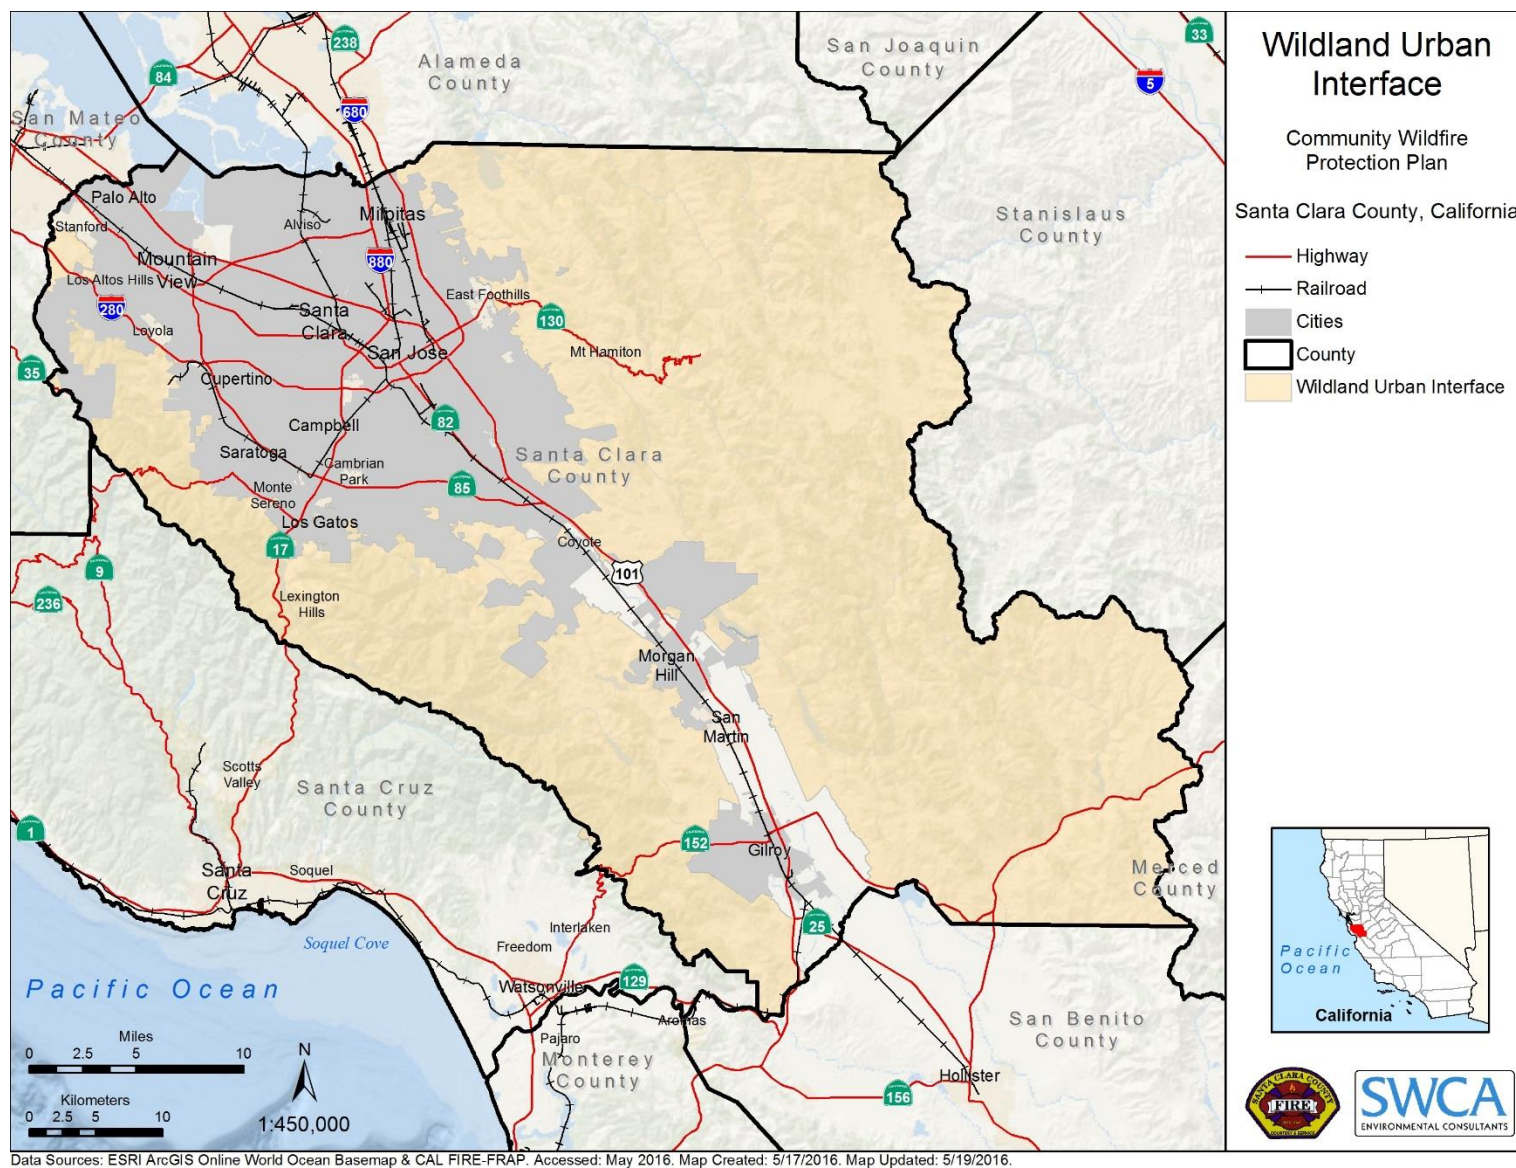 Wildland Urban
Interface
Community Wildfire
Protection Plan
Santa Clara County, California
Highway
Railroad
Cities
County
Wildland Urban Interface
San Joaquin
County
Alameda
County
San Mateo
County
Stanislaus
County
Santa Clara
County
Santa Cruz
County
Merced
County
San Benito
County
Monterey
County
238
84
680
33
5
880
280
130
35
82
85
17
101
9
236
1
152
25
129
156
Palo Alto
Stanford
Alviso
Milpitas
Mountain
View
Los Altos Hills
East Foothills
Santa
Clara
Loyola
San Jose
Mt Hamiton
Cupertino
Campbell
Saratoga
Cambrian
Park
Monte
Sereno
Los Gatos
Coyote
Lexington
Hills
Morgan
Hill
San
Martin
Scotts
Valley
Gilroy
Santa
Cruz
Soquel
Soquel Cove
Interlaken
Freedom
Watsonville
Aromas
Pajaro
Hollister
Pacific Ocean
Miles
0 2.5 5 10
Kilometers
0 2.5 5 10
N
1:450,000
Pacific
Ocean
California
SANTA CLARA COUNTY
FIRE
SWCA
ENVIRONMENTAL CONSULTANTS
Data Sources: ESRI ArcGIS Online World Ocean Basemap & CAL FIRE-FRAP. Accessed: May 2016. Map Created: 5/17/2016. Map Updated: 5/19/2016.